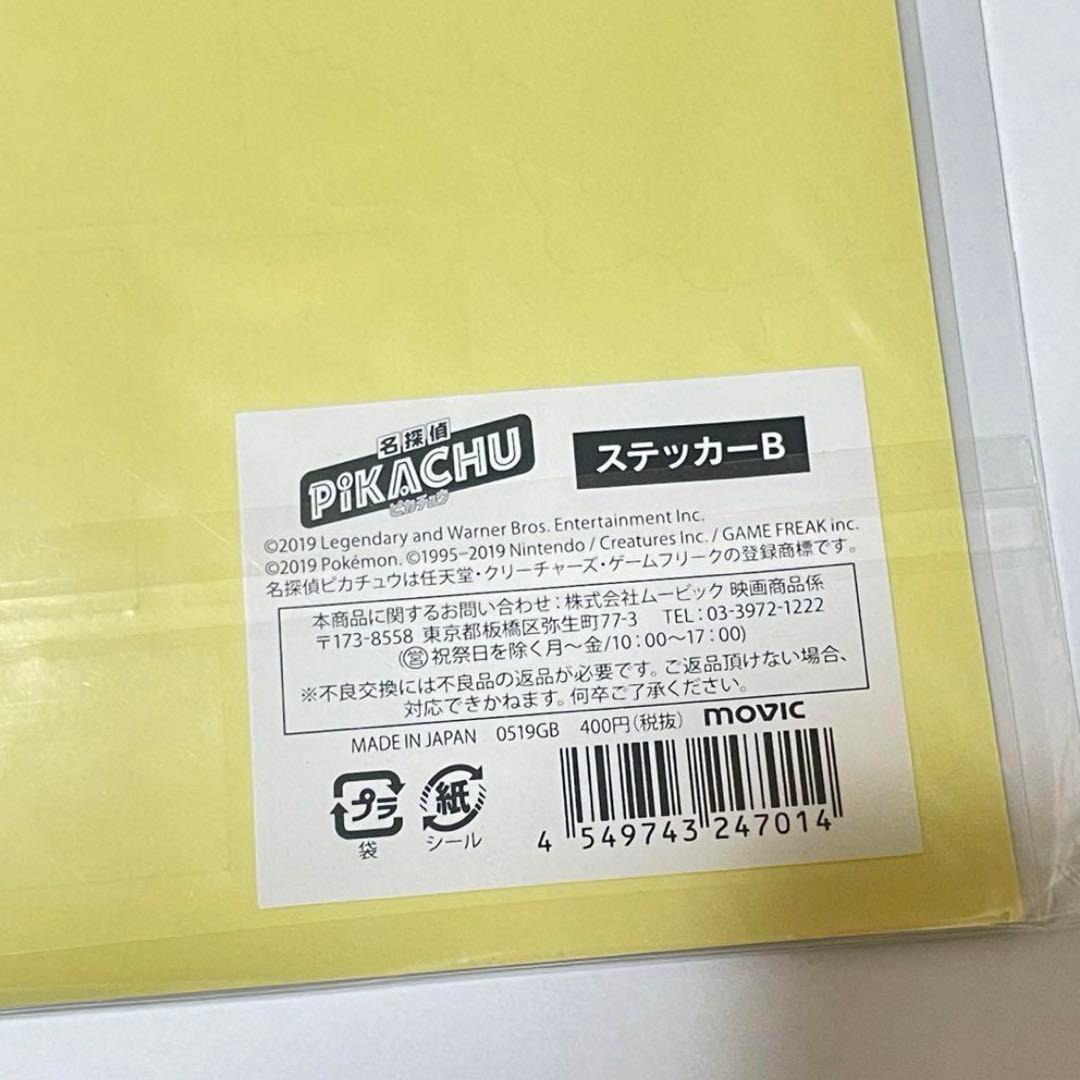 名探偵
PiKACHU
ピカチュウ
ステッカーB
©2019 Legendary and Warner Bros. Entertainment Inc.
©2019 Pokémon. ©1995–2019 Nintendo / Creatures Inc. / GAME FREAK inc.
名探偵ピカチュウは任天堂・クリーチャーズ・ゲームフリークの登録商標です。
本商品に関するお問い合わせ：株式会社ムービック 映画商品係
〒173-8558 東京都板橋区弥生町77-3 TEL：03-3972-1222
(営 祝祭日を除く月〜金/10：00〜17：00)
※不良交換には不良品の返品が必要です。ご返品頂けない場合、
対応できかねます。何卒ご了承ください。
MADE IN JAPAN 0519GB 400円（税抜） movic
プラ
袋
紙
シール
4 549743 247014